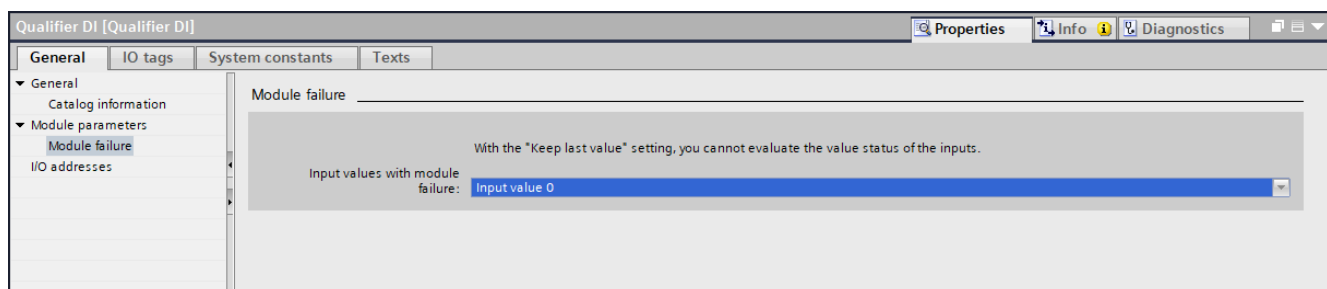 Qualifier DI [Qualifier DI]
Properties
Info
Diagnostics
General
IO tags
System constants
Texts
General
Catalog information
Module parameters
Module failure
I/O addresses
Module failure
With the "Keep last value" setting, you cannot evaluate the value status of the inputs.
Input values with module
failure:
Input value 0